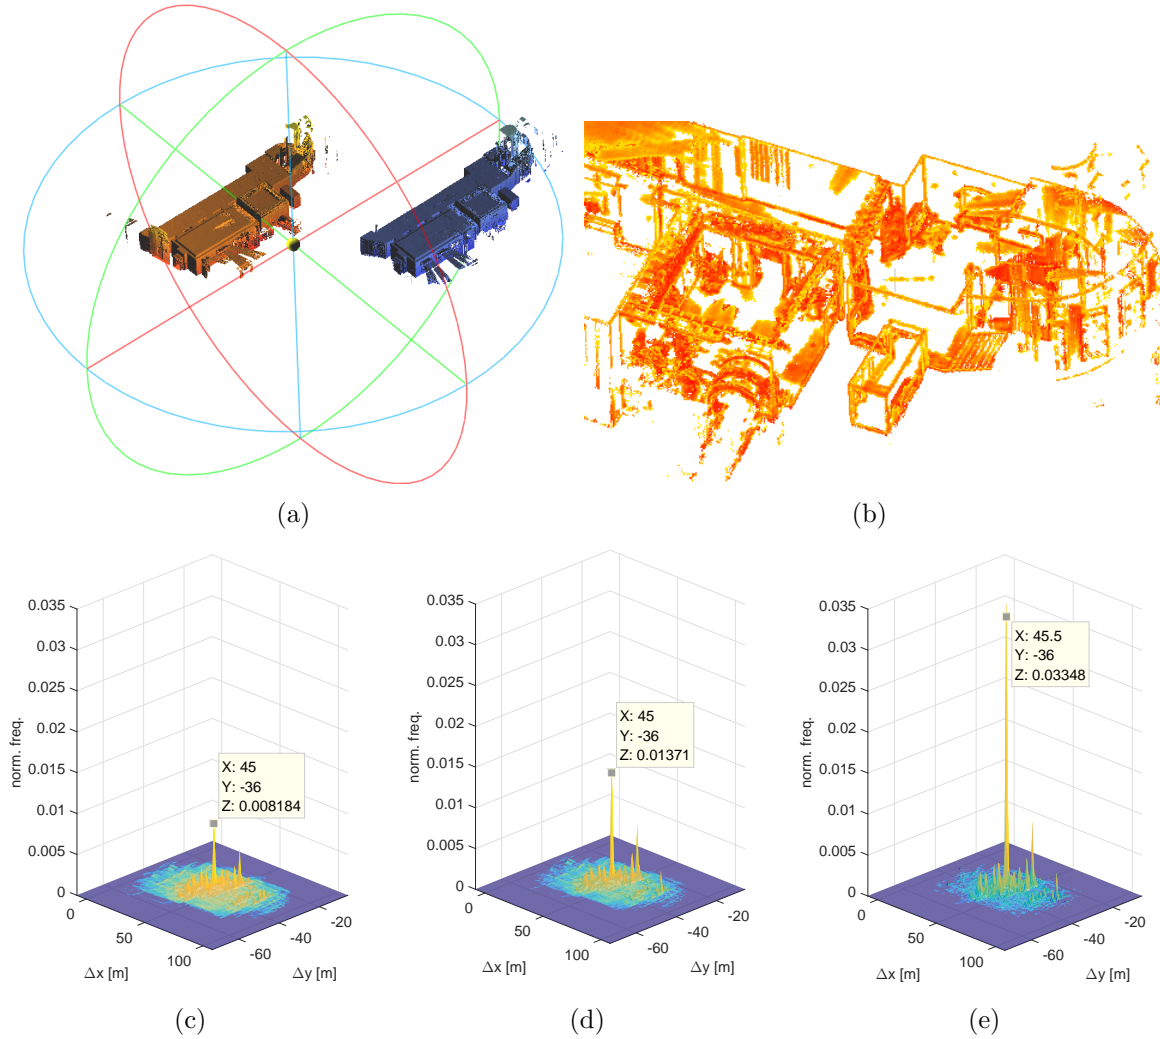 (a)
(b)
0.035
0.03
0.025
0.02
0.015
0.01
0.005
0
norm. freq.
X: 45
Y: -36
Z: 0.008184
0
50
100
-60
-40
-20
Δx [m]
Δy [m]
(c)
0.035
0.03
0.025
0.02
0.015
0.01
0.005
0
norm. freq.
X: 45
Y: -36
Z: 0.01371
0
50
100
-60
-40
-20
Δx [m]
Δy [m]
(d)
0.035
0.03
0.025
0.02
0.015
0.01
0.005
0
norm. freq.
X: 45.5
Y: -36
Z: 0.03348
0
50
100
-60
-40
-20
Δx [m]
Δy [m]
(e)